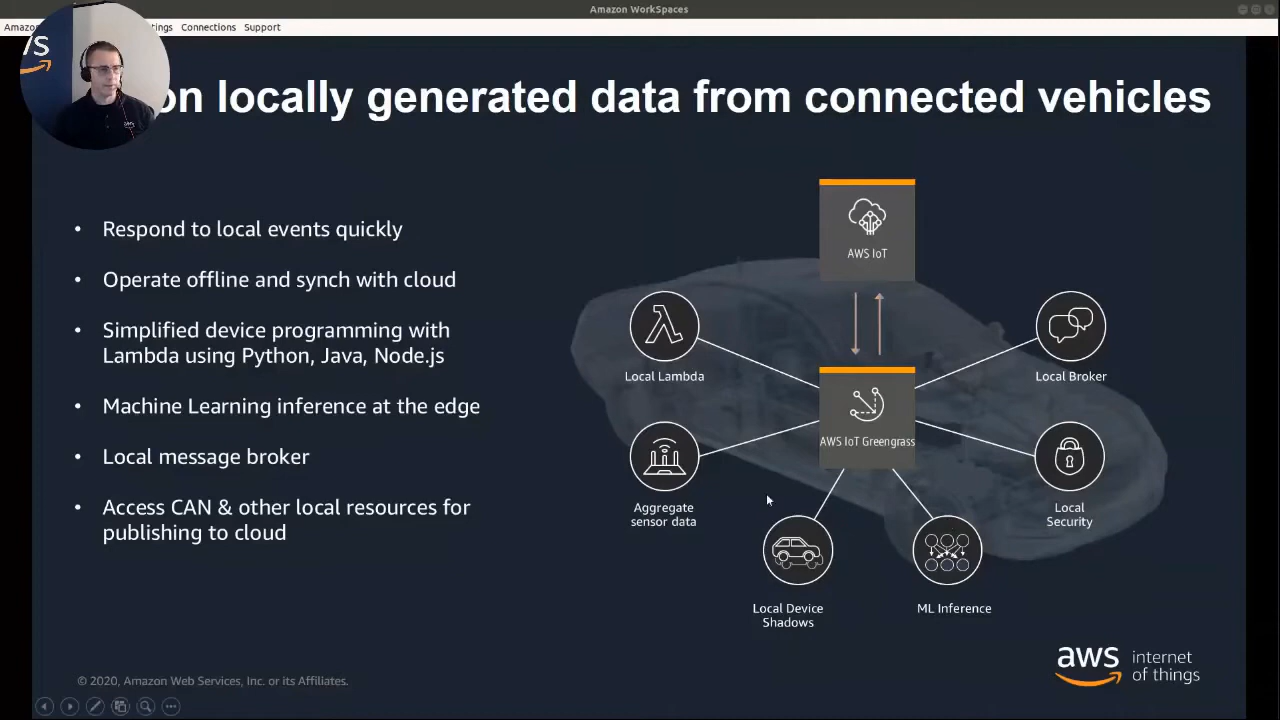 Amazon WorkSpaces
Amazo
tings Connections Support
on locally generated data from connected vehicles
• Respond to local events quickly
• Operate offline and synch with cloud
• Simplified device programming with
Lambda using Python, Java, Node.js
• Machine Learning inference at the edge
• Local message broker
• Access CAN & other local resources for
publishing to cloud
AWS IoT
Local Lambda
Local Broker
AWS IoT Greengrass
Aggregate
sensor data
Local
Security
Local Device
Shadows
ML Inference
aws internet
of things
© 2020, Amazon Web Services, Inc. or its Affiliates.